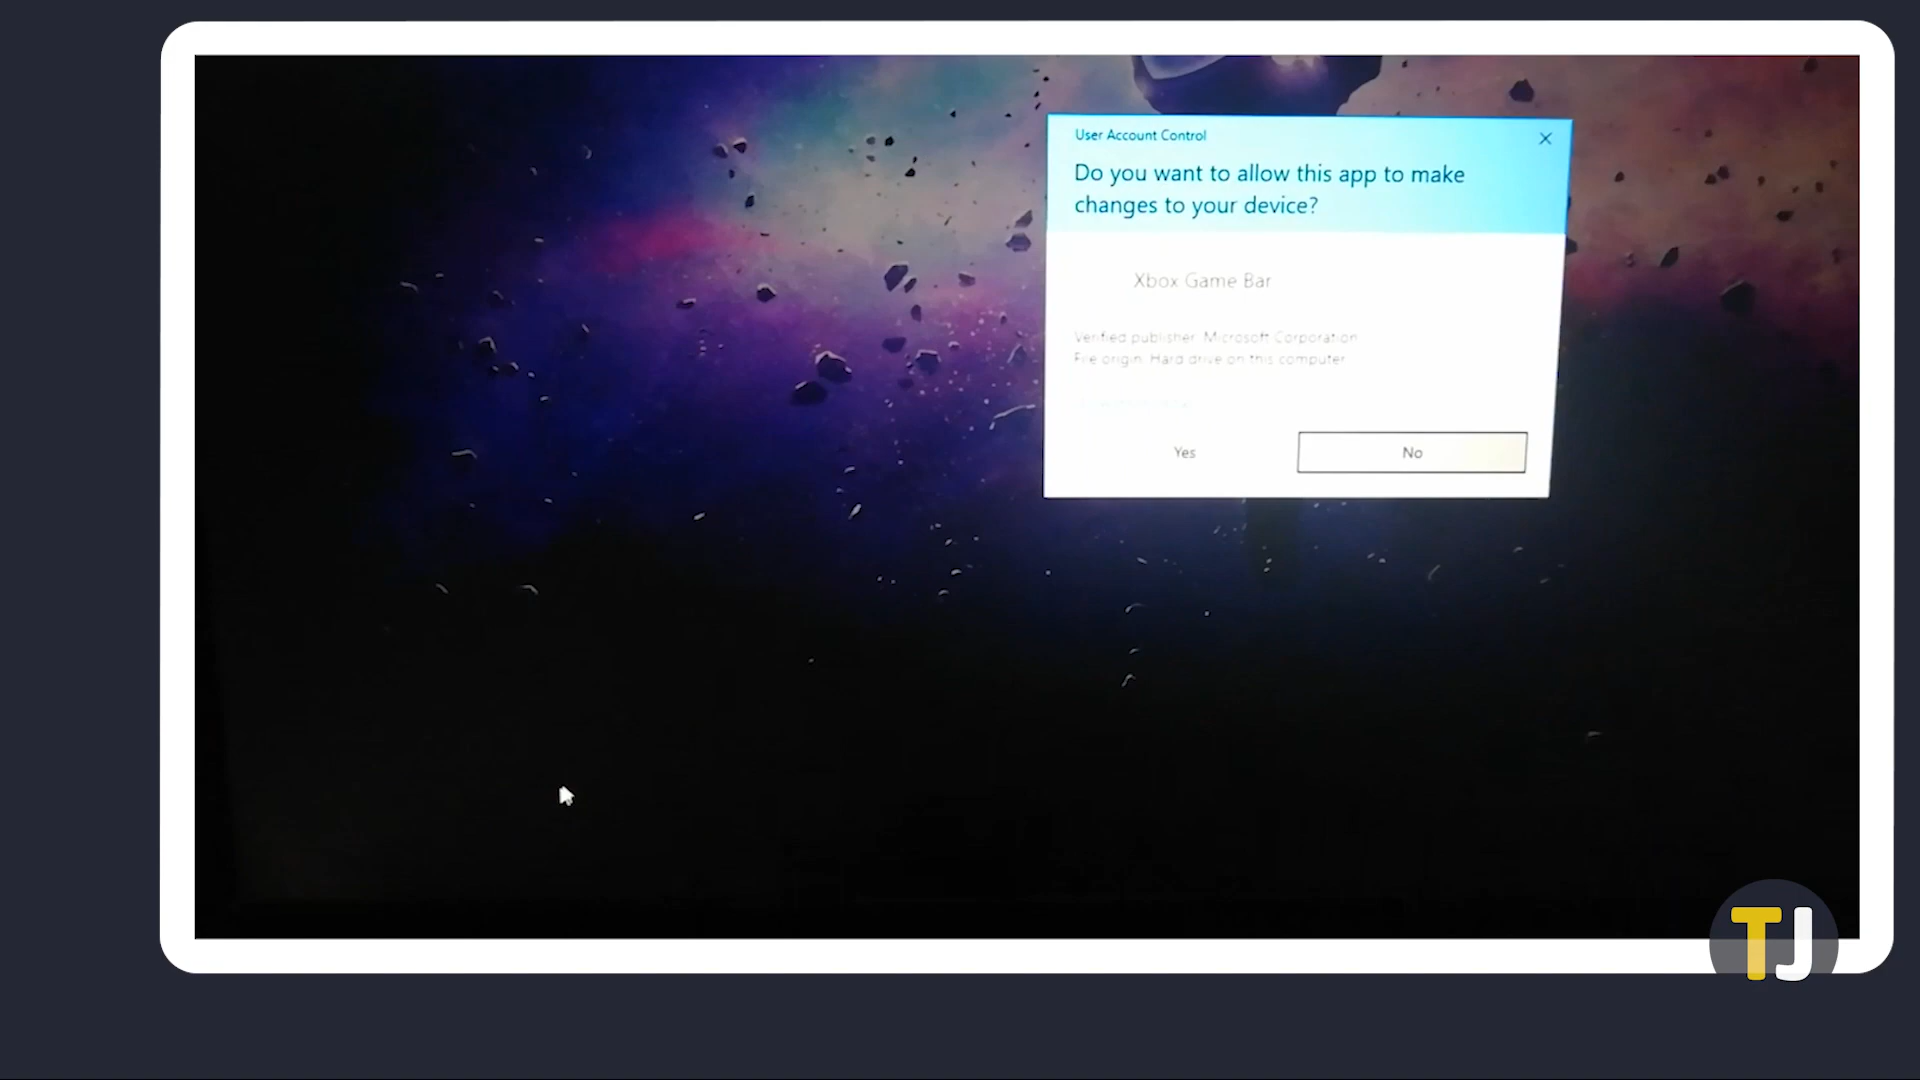 User Account Control
Do you want to allow this app to make
changes to your device?
Xbox Game Bar
Verified publisher: Microsoft Corporation
File origin: Hard drive on this computer
Yes
No
TJ